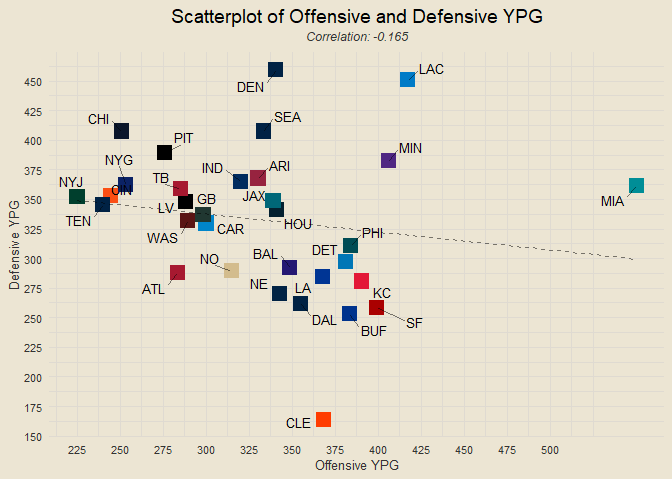 Scatterplot of Offensive and Defensive YPG
Correlation: -0.165
DEN
LAC
CHI
SEA
PIT
MIN
NYG
IND
ARI
NYJ
CIN
TB
MIA
LV
GB
JAX
TEN
WAS
CAR
HOU
PHI
DET
NO
BAL
ATL
NE
LA
KC
DAL
BUF
SF
CLE
Defensive YPG
450
425
400
375
350
325
300
275
250
225
200
175
150
225
250
275
300
325
350
375
400
425
450
475
500
Offensive YPG